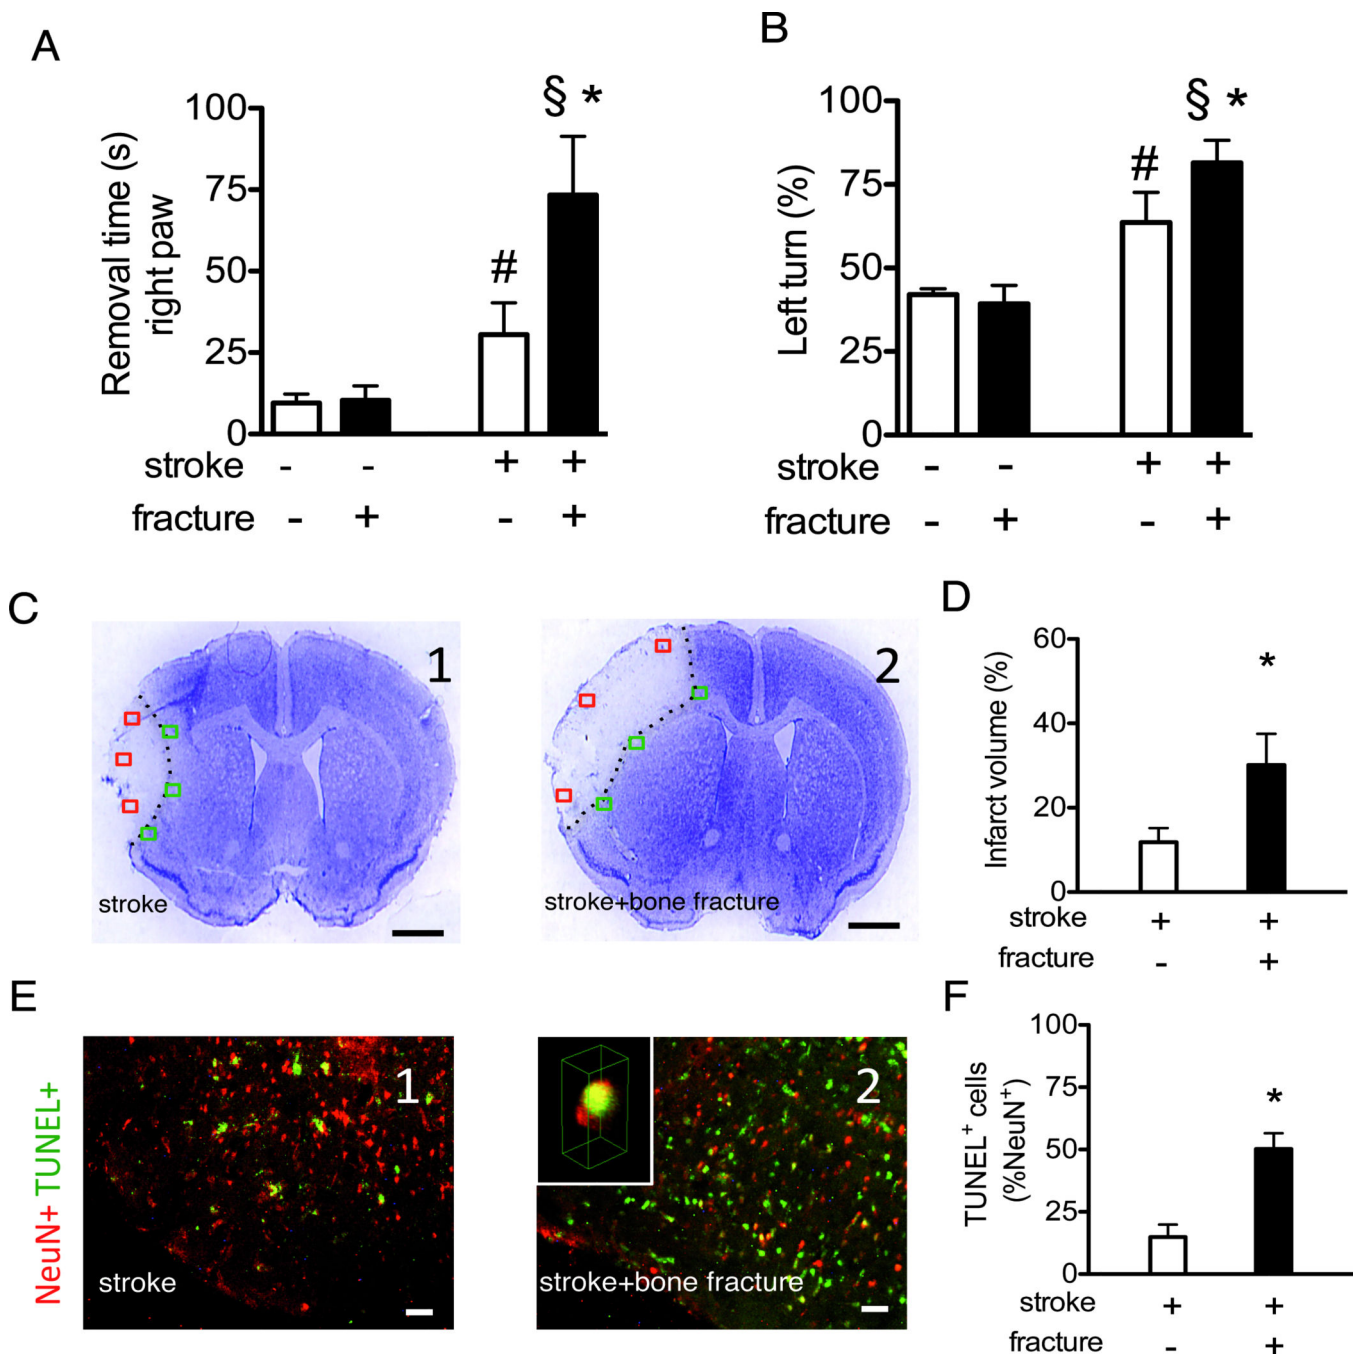 A
Removal time (s)
right paw
100
75
50
25
0
#
§ *
stroke - - + +
fracture - + - +
B
Left turn (%)
100
75
50
25
0
#
§ *
stroke - - + +
fracture - + - +
C
1
stroke
2
stroke+bone fracture
D
Infarct volume (%)
60
40
20
0
*
stroke + +
fracture - +
E
NeuN+ TUNEL+
1
stroke
2
stroke+bone fracture
F
TUNEL⁺ cells
(%NeuN⁺)
100
75
50
25
0
*
stroke + +
fracture - +